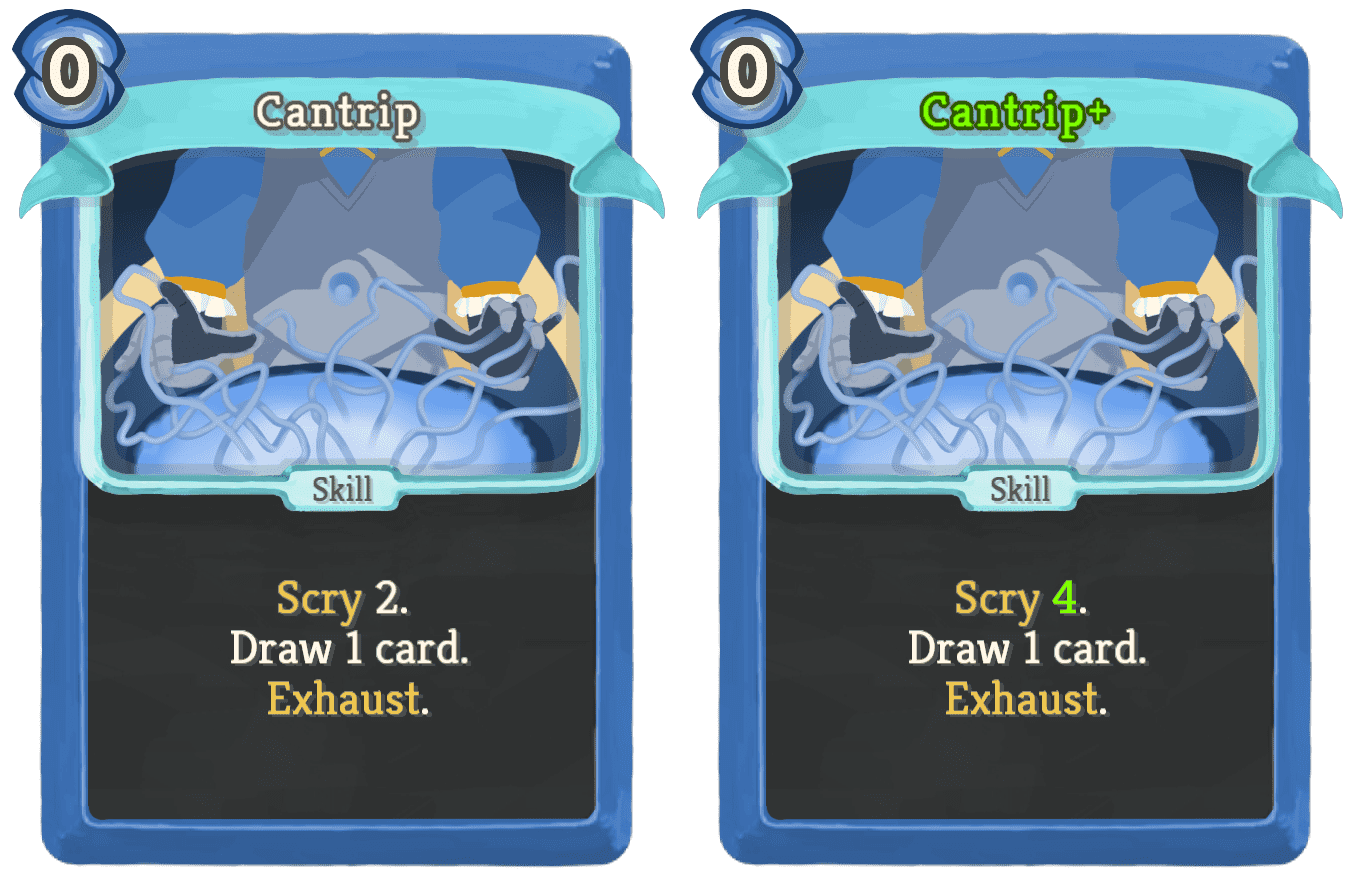 0
Cantrip
Skill
Scry 2.
Draw 1 card.
Exhaust.
0
Cantrip+
Skill
Scry 4.
Draw 1 card.
Exhaust.